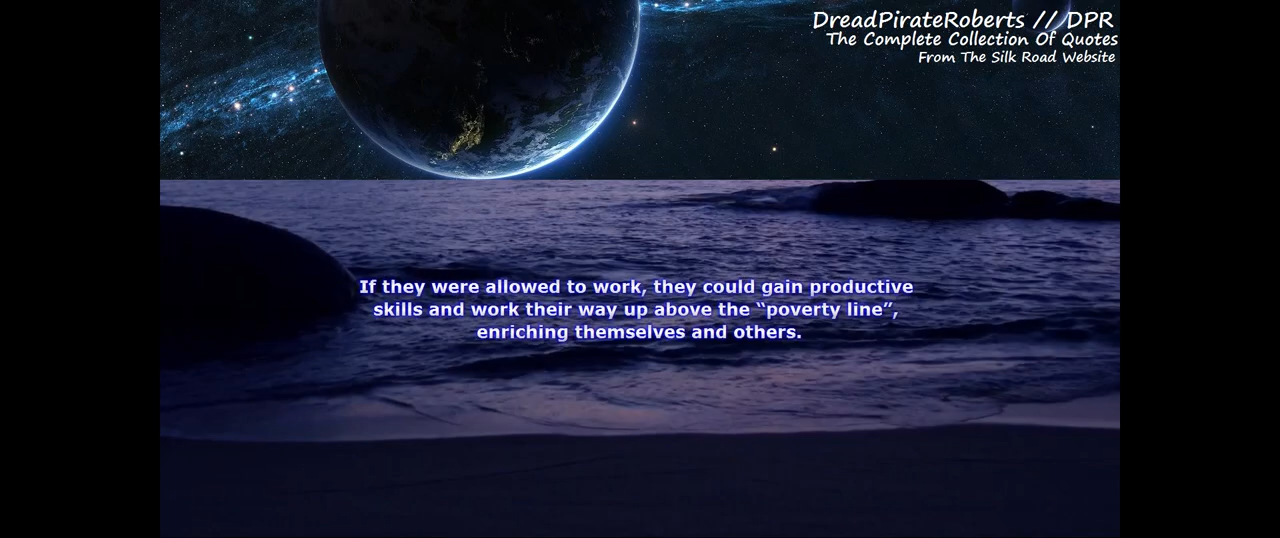 DreadPirateRoberts // DPR
The Complete Collection Of Quotes
From The Silk Road Website
If they were allowed to work, they could gain productive
skills and work their way up above the “poverty line”,
enriching themselves and others.